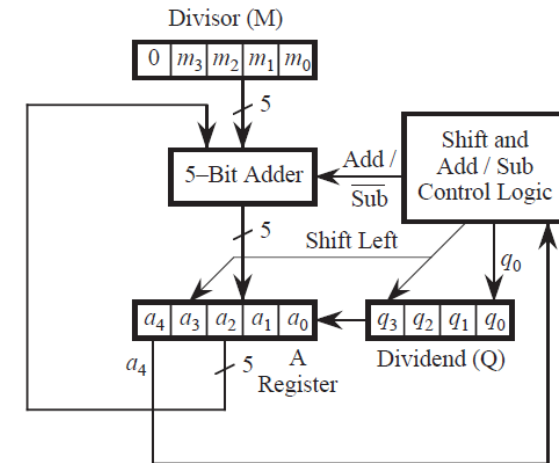 Divisor (M)
0 m₃ m₂ m₁ m₀
5
5–Bit Adder
Add /
Sub
Shift and
Add / Sub
Control Logic
5
Shift Left
q₀
a₄ a₃ a₂ a₁ a₀
q₃ q₂ q₁ q₀
a₄
5
A
Register
Dividend (Q)